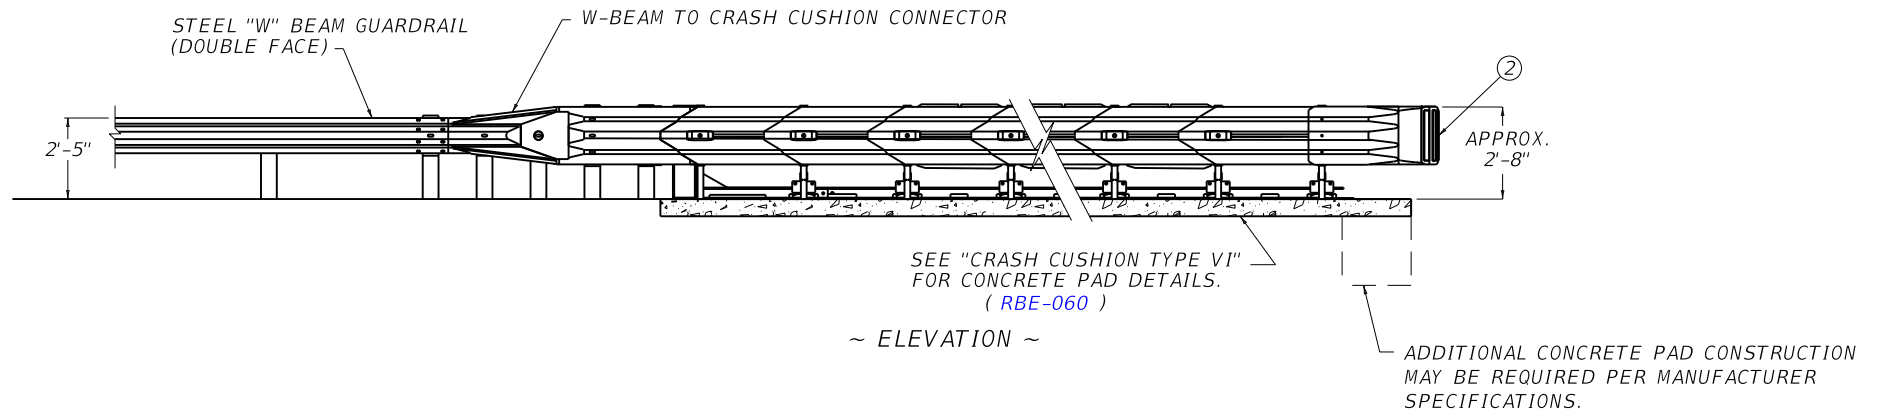 STEEL "W" BEAM GUARDRAIL
(DOUBLE FACE)
W-BEAM TO CRASH CUSHION CONNECTOR
2
2'-5"
APPROX.
2'-8"
SEE "CRASH CUSHION TYPE VI"
FOR CONCRETE PAD DETAILS.
( RBE-060 )
~ ELEVATION ~
ADDITIONAL CONCRETE PAD CONSTRUCTION
MAY BE REQUIRED PER MANUFACTURER
SPECIFICATIONS.